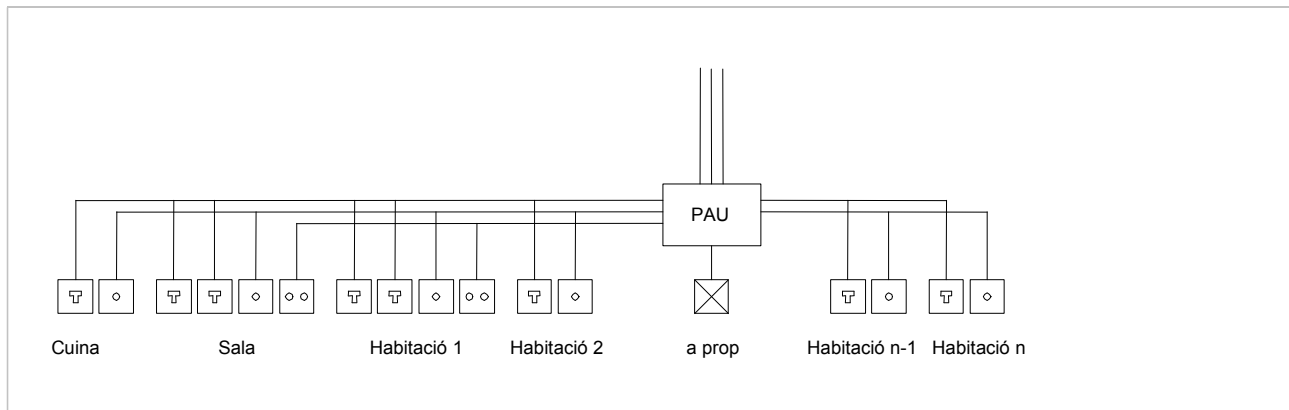 PAU
Cuina
Sala
Habitació 1
Habitació 2
a prop
Habitació n-1
Habitació n